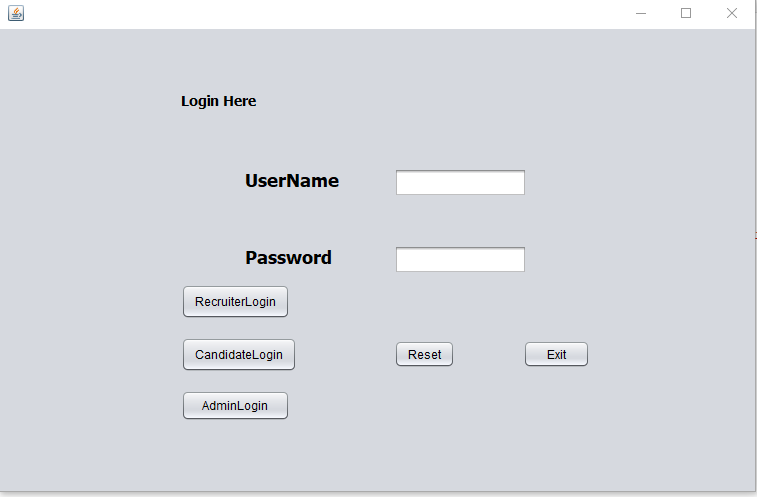 Login Here
UserName
Password
RecruiterLogin
CandidateLogin Reset Exit
AdminLogin